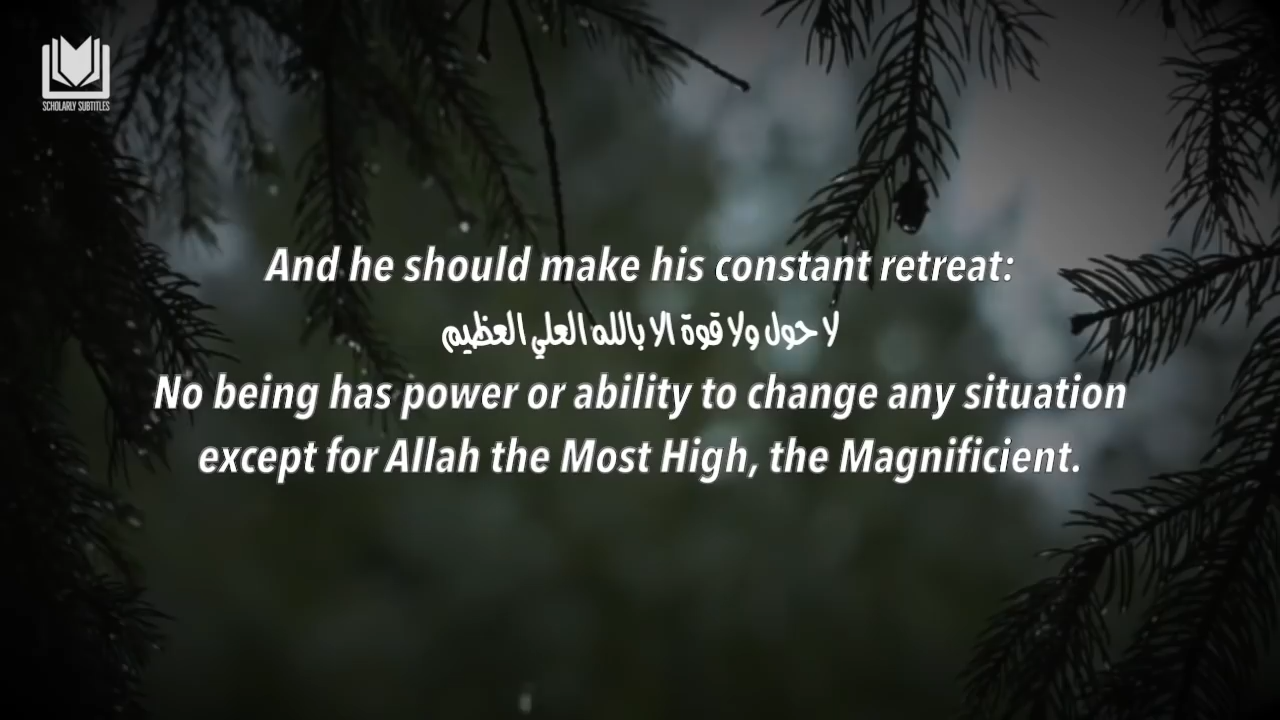 SCHOLARLY SUBTITLES
And he should make his constant retreat:
لا حول ولا قوة الا بالله العلي العظيم
No being has power or ability to change any situation
except for Allah the Most High, the Magnificient.